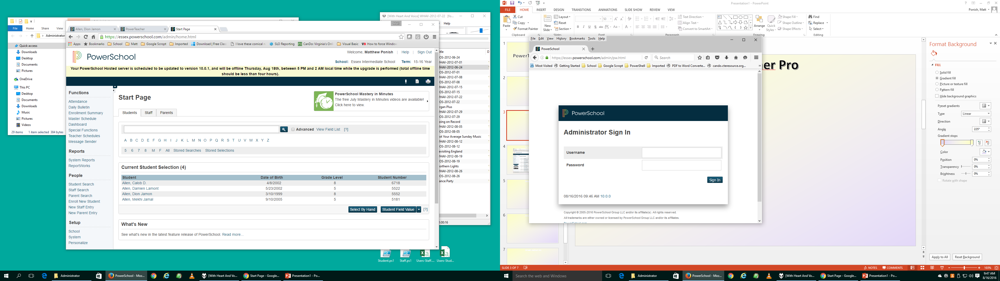 File Home Share View
Administrator
Quick access
Downloads
Desktop
Documents
Pictures
OneDrive
This PC
Desktop
Documents
Downloads
Music
Pictures
Videos
29 items 1 item selected 384 bytes
Matt
Allen, Dion Jamon
PowerTeacher
Start Page
https://essex.powerschool.com/admin/home.html
Apps Bookmarks School Matt Google Scropt Imported Download | Free Clas I love these comical SLO Reporting CanDo: Virginia's Onl Visual Basic How to force Window
PowerSchool
Welcome, Matthew Ponish | Help | Sign Out
School: Essex Intermediate School Term: 15-16 Year
Your PowerSchool Hosted server is scheduled to be updated to version 10.0.1, and will be offline Thursday, Aug 18th, between 5 PM and 2 AM local time while the upgrade is performed (total offline time
should be less than four hours).
Functions
Attendance
Daily Bulletin
Enrollment Summary
Master Schedule
Dashboard
Special Functions
Teacher Schedules
Message Sender
Reports
System Reports
ReportWorks
People
Student Search
Staff Search
Parent Search
Enroll New Student
New Staff Entry
New Parent Entry
Setup
School
System
Personalize
Start Page
PowerSchool Mastery in Minutes
The free July Mastery in Minutes videos are available!
Click here to view.
Students Staff Parents
Advanced View Field List [?]
A B C D E F G H I J K L M N O P Q R S T U V W X Y Z
5 6 7 8 M F All Stored Searches Stored Selections
Current Student Selection (4)
Student Date of Birth Grade Level Student Number
Allen, Calob D. 4/8/2002 8 6718
Allen, Damien Lamont 5/23/2002 5 5522
Allen, Dion Jamon 3/10/1999 8 5552
Allen, Mekhi Jamal 9/10/2005 5 5181
Select By Hand Student Field Value [?]
What's New
See what's new in the latest feature release of PowerSchool. Read more...
[With Heart And Voice] WHAV-2012-07-22 [fo...
Help
itle D
OS-2012-06-24
WHAV-2012-07-01
WHAV-2012-06-24
OS-2012-07-01
WHAV-2012-07-08
OS-2012-07-08
WHAV-2012-07-15
OS-2012-07-15
WHAV-2012-07-22
OS-2012-07-22
rgan Plus
WHAV-2012-07-29
OS-2012-07-29
oing on Record
WHAV-2012-08-05
OS-2012-08-05
ot Your Average Sunday Music
WHAV-2012-08-12
OS-2012-08-12
evisiting England
WHAV-2012-08-19
OS-2012-08-19
orthern Lights
WHAV-2012-08-26
OS-2012-08-26
ance Party
1:00:16
Student.ps1 Staff.ps1 Users-Staff.... Users-Stud...
Administrator PowerSchool - Moz... [With Heart And Vo... Start Page - Google... Presentation1 - Po...
Presentation1 - PowerPoint
FILE HOME INSERT DESIGN TRANSITIONS ANIMATIONS SLIDE SHOW REVIEW VIEW
Ponish, Matt
Paste Cut Copy Format Painter
Clipboard
New Slide Layout Reset Section
Slides
50
Font
Text Direction Align Text Convert to SmartArt
Paragraph
Arrange Quick Styles Shape Fill Shape Outline Shape Effects
Drawing
Find Replace Select
Editing
1
PowerT
2
3
4
5
6
7
er Pro
File Edit View History Bookmarks Tools Help
PowerSchool
https://essex.powerschool.com/admin/pw.html
Search
Most Visited Getting Started School Google Scropt PowerShell Imported PDF to Word Converte... cando.cteresource.org...
PowerSchool
Administrator Sign In
Username
Password
Sign In
08/16/2016 09:46 AM 10.0.0
Copyright © 2005-2016 PowerSchool Group LLC and/or its affiliate(s). All rights reserved.
All trademarks are either owned or licensed by PowerSchool Group LLC and/or its affiliates.
Format Background
FILL
Solid fill
Gradient fill
Picture or texture fill
Pattern fill
Hide background graphics
Preset gradients
Type Linear
Direction
Angle 225°
Gradient stops
Color
Position 0%
Transparency 0%
Brightness 0%
Rotate with shape
Apply to All Reset Background
SLIDE 3 OF 7
NOTES COMMENTS 103%
Search the web and Windows
Administrator PowerSchool - Moz... [With Heart And Vo... Start Page - Google... Presentation1 - Po...
9:47 AM
8/16/2016